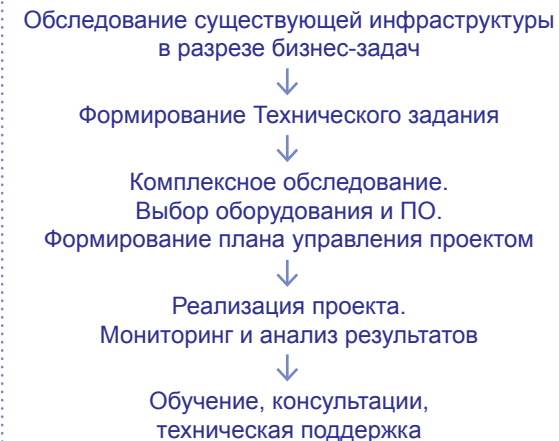 Обследование существующей инфраструктуры
в разрезе бизнес-задач
Формирование Технического задания
Комплексное обследование.
Выбор оборудования и ПО.
Формирование плана управления проектом
Реализация проекта.
Мониторинг и анализ результатов
Обучение, консультации,
техническая поддержка